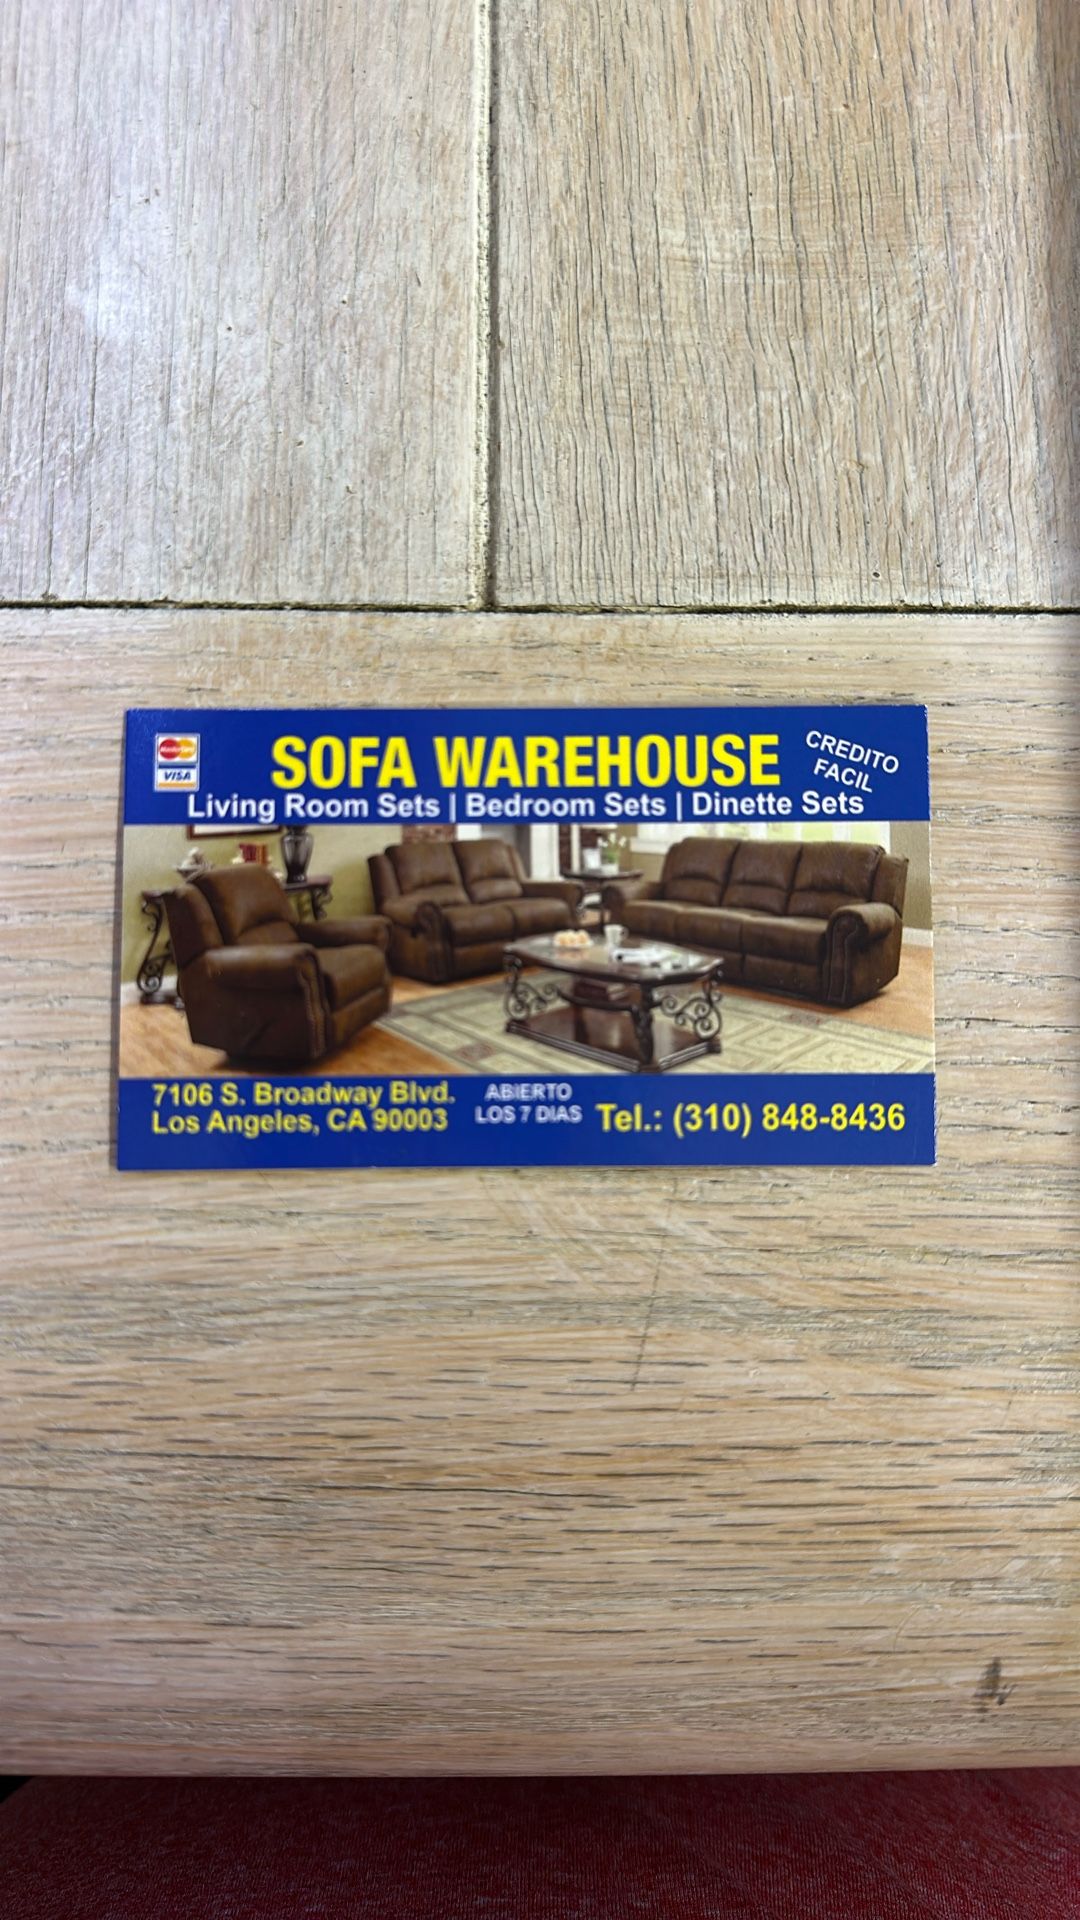 MasterCard
VISA
SOFA WAREHOUSE
CREDITO
FACIL
Living Room Sets | Bedroom Sets | Dinette Sets
7106 S. Broadway Blvd.
Los Angeles, CA 90003
ABIERTO
LOS 7 DIAS
Tel.: (310) 848-8436